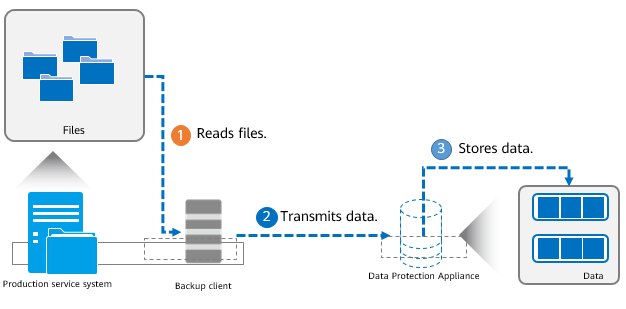 Files
1 Reads files.
2 Transmits data.
3 Stores data.
Production service system
Backup client
Data Protection Appliance
Data